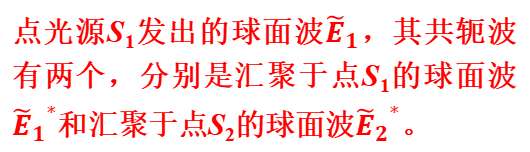 点光源S₁发出的球面波Ẽ₁，其共轭波
有两个，分别是汇聚于点S₁的球面波
Ẽ₁*和汇聚于点S₂的球面波Ẽ₂*。